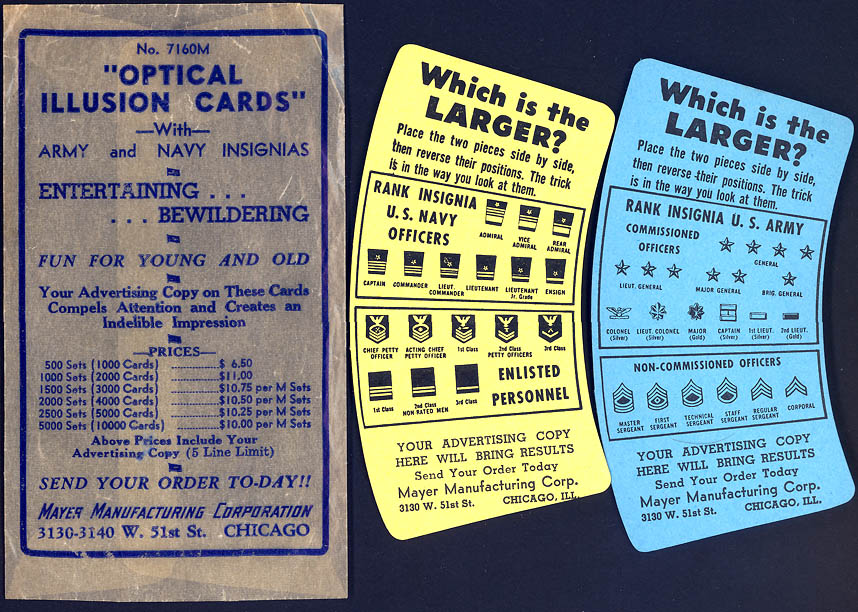 No. 7160M
"OPTICAL
ILLUSION CARDS"
—With—
ARMY and NAVY INSIGNIAS
ENTERTAINING . . .
. . . BEWILDERING
FUN FOR YOUNG AND OLD
Your Advertising Copy on These Cards
Compels Attention and Creates an
Indelible Impression
—PRICES—
500 Sets (1000 Cards) ............$ 6.50
1000 Sets (2000 Cards) ............$11.00
1500 Sets (3000 Cards) ............$10.75 per M Sets
2000 Sets (4000 Cards) ............$10.50 per M Sets
2500 Sets (5000 Cards) ............$10.25 per M Sets
5000 Sets (10000 Cards) ............$10.00 per M Sets
Above Prices Include Your
Advertising Copy (5 Line Limit)
SEND YOUR ORDER TO-DAY!!
MAYER MANUFACTURING CORPORATION
3130-3140 W. 51st St. CHICAGO
Which is the
LARGER?
Place the two pieces side by side,
then reverse their positions. The trick
is in the way you look at them.
RANK INSIGNIA
U.S. NAVY
OFFICERS
ADMIRAL
VICE ADMIRAL
REAR ADMIRAL
CAPTAIN
COMMANDER
LIEUT. COMMANDER
LIEUTENANT
LIEUTENANT Jr. Grade
ENSIGN
CHIEF PETTY OFFICER
ACTING CHIEF PETTY OFFICER
1st Class
2nd Class
3rd Class
PETTY OFFICERS
1st Class
2nd Class
3rd Class
NON RATED MEN
ENLISTED
PERSONNEL
YOUR ADVERTISING COPY
HERE WILL BRING RESULTS
Send Your Order Today
Mayer Manufacturing Corp.
3130 W. 51st St. CHICAGO, ILL.
Which is the
LARGER?
Place the two pieces side by side,
then reverse their positions. The trick
is in the way you look at them.
RANK INSIGNIA U. S. ARMY
COMMISSIONED
OFFICERS
GENERAL
LIEUT. GENERAL
MAJOR GENERAL
BRIG. GENERAL
COLONEL (Silver)
LIEUT. COLONEL (Silver)
MAJOR (Gold)
CAPTAIN (Silver)
1st LIEUT. (Silver)
2nd LIEUT. (Gold)
NON-COMMISSIONED OFFICERS
MASTER SERGEANT
FIRST SERGEANT
TECHNICAL SERGEANT
STAFF SERGEANT
REGULAR SERGEANT
CORPORAL
YOUR ADVERTISING COPY
HERE WILL BRING RESULTS
Send Your Order Today
Mayer Manufacturing Corp.
3130 W. 51st St. CHICAGO, ILL.